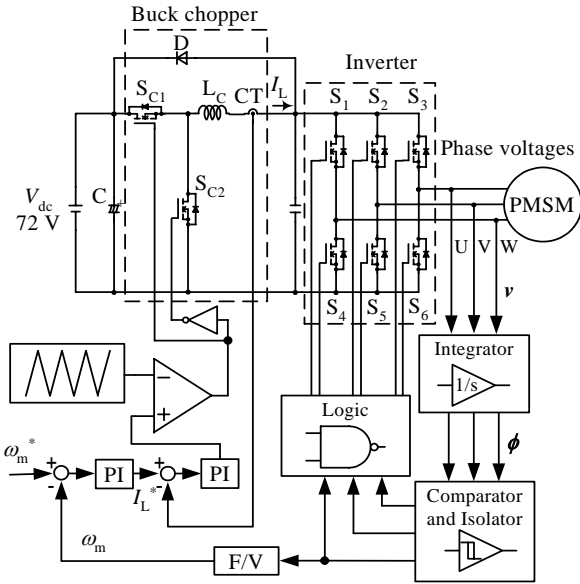 Buck chopper
D
Inverter
S_C1
L_C
CT
I_L
S_1
S_2
S_3
Phase voltages
V_dc
72 V
C
+
S_C2
PMSM
U
V
W
S_4
S_5
S_6
v
Integrator
1/s
−
+
Logic
ϕ
ω_m*
+
-
PI
I_L*
+
-
PI
Comparator
and Isolator
ω_m
F/V